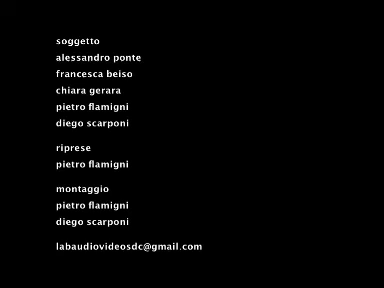 soggetto
alessandro ponte
francesca beiso
chiara gerara
pietro flamigni
diego scarponi
riprese
pietro flamigni
montaggio
pietro flamigni
diego scarponi
labaudiovideosdc@gmail.com